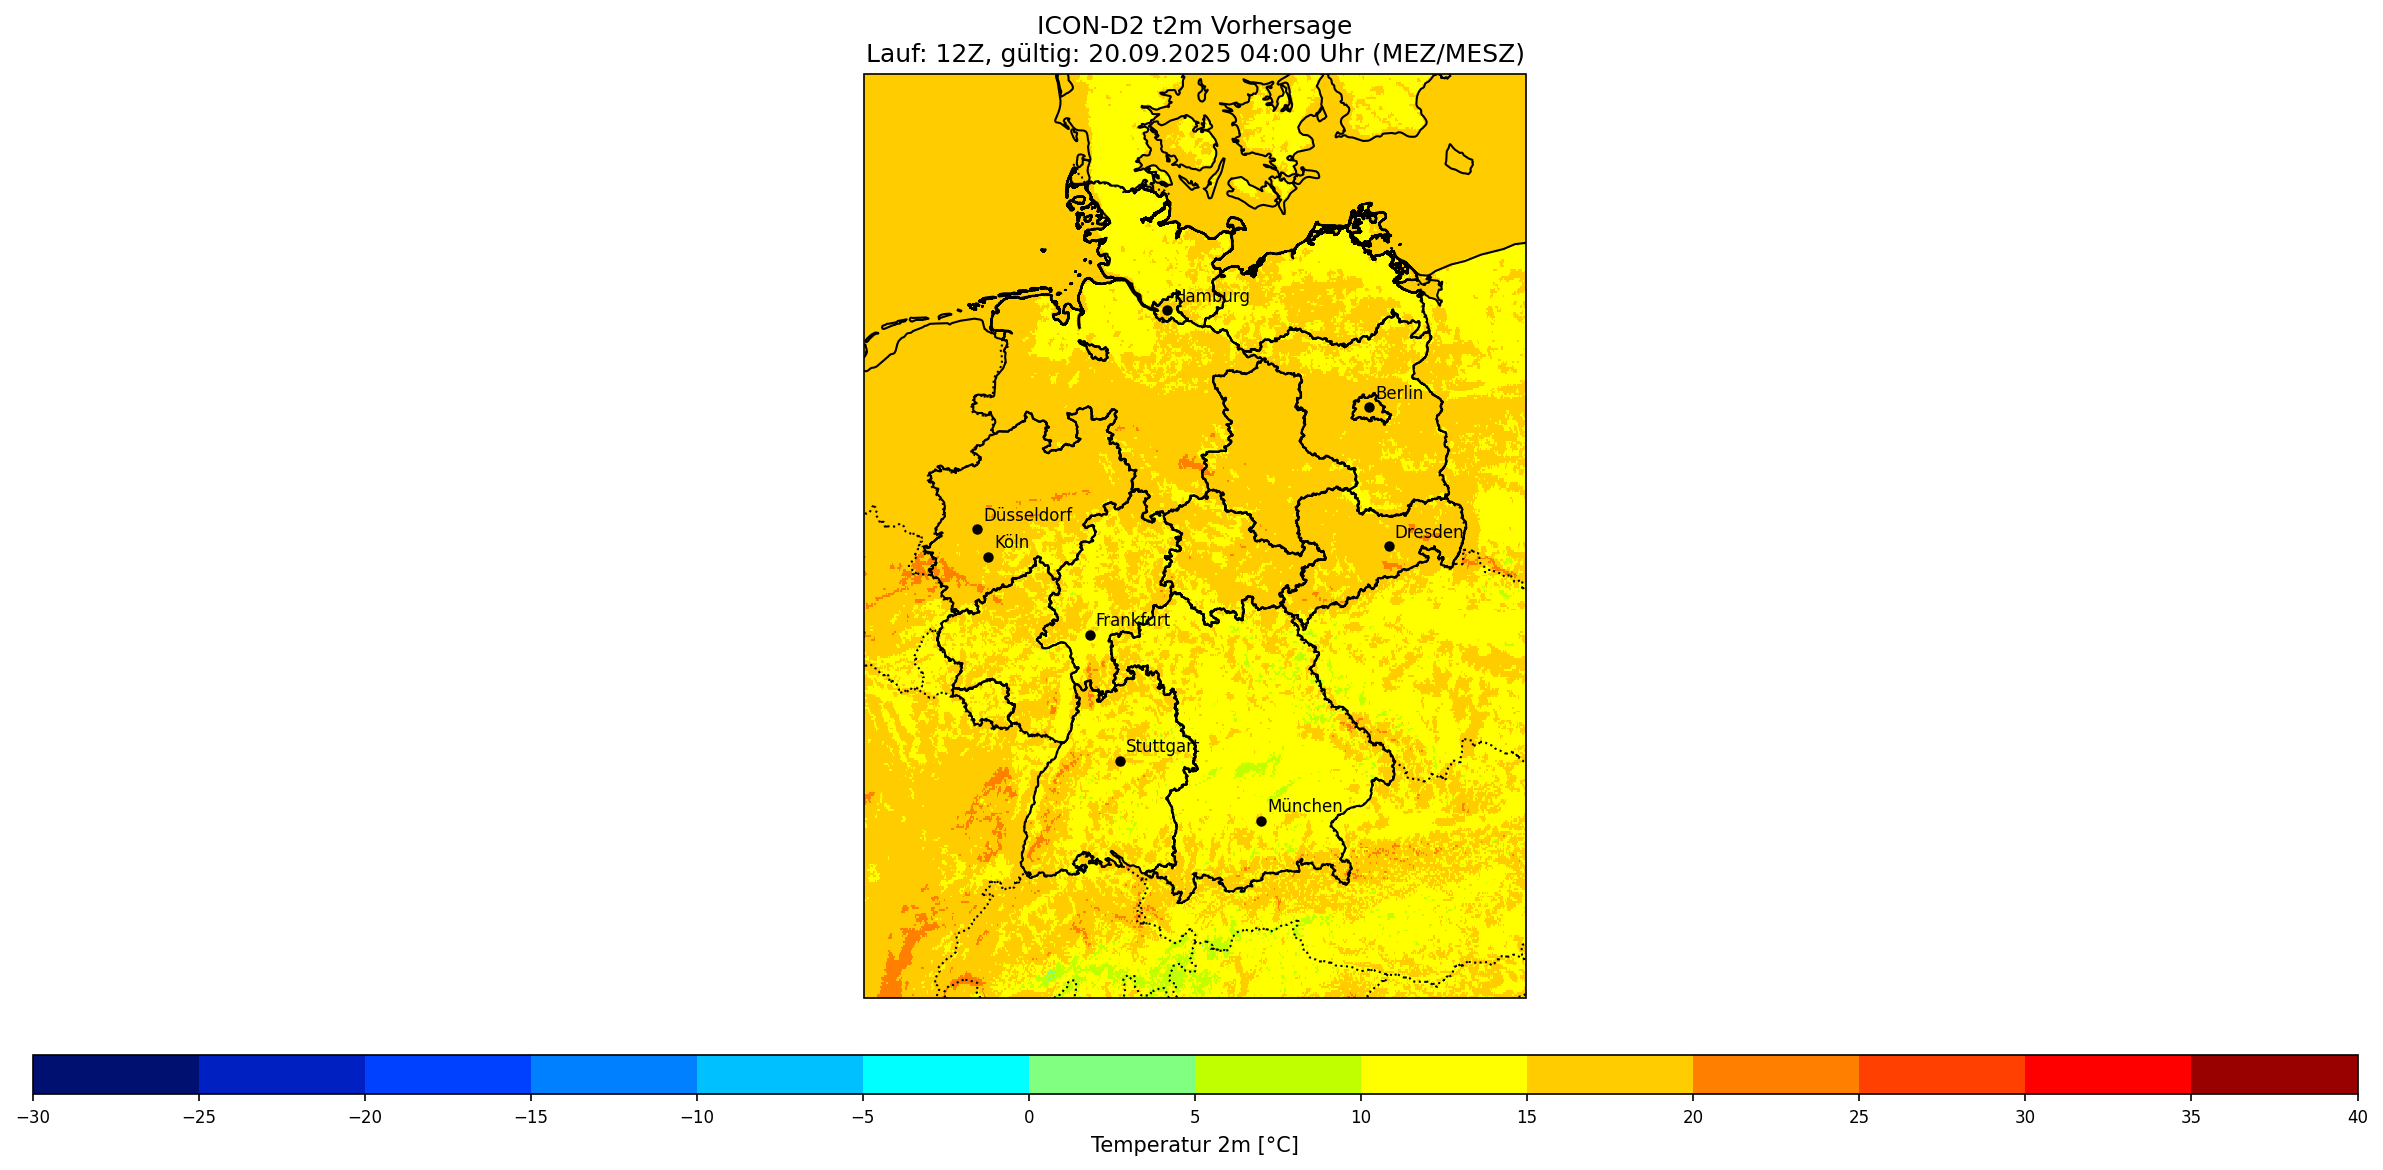 ICON-D2 t2m Vorhersage
Lauf: 12Z, gültig: 20.09.2025 04:00 Uhr (MEZ/MESZ)
Hamburg
Berlin
Düsseldorf
Köln
Dresden
Frankfurt
Stuttgart
München
−30 −25 −20 −15 −10 −5 0 5 10 15 20 25 30 35 40
Temperatur 2m [°C]